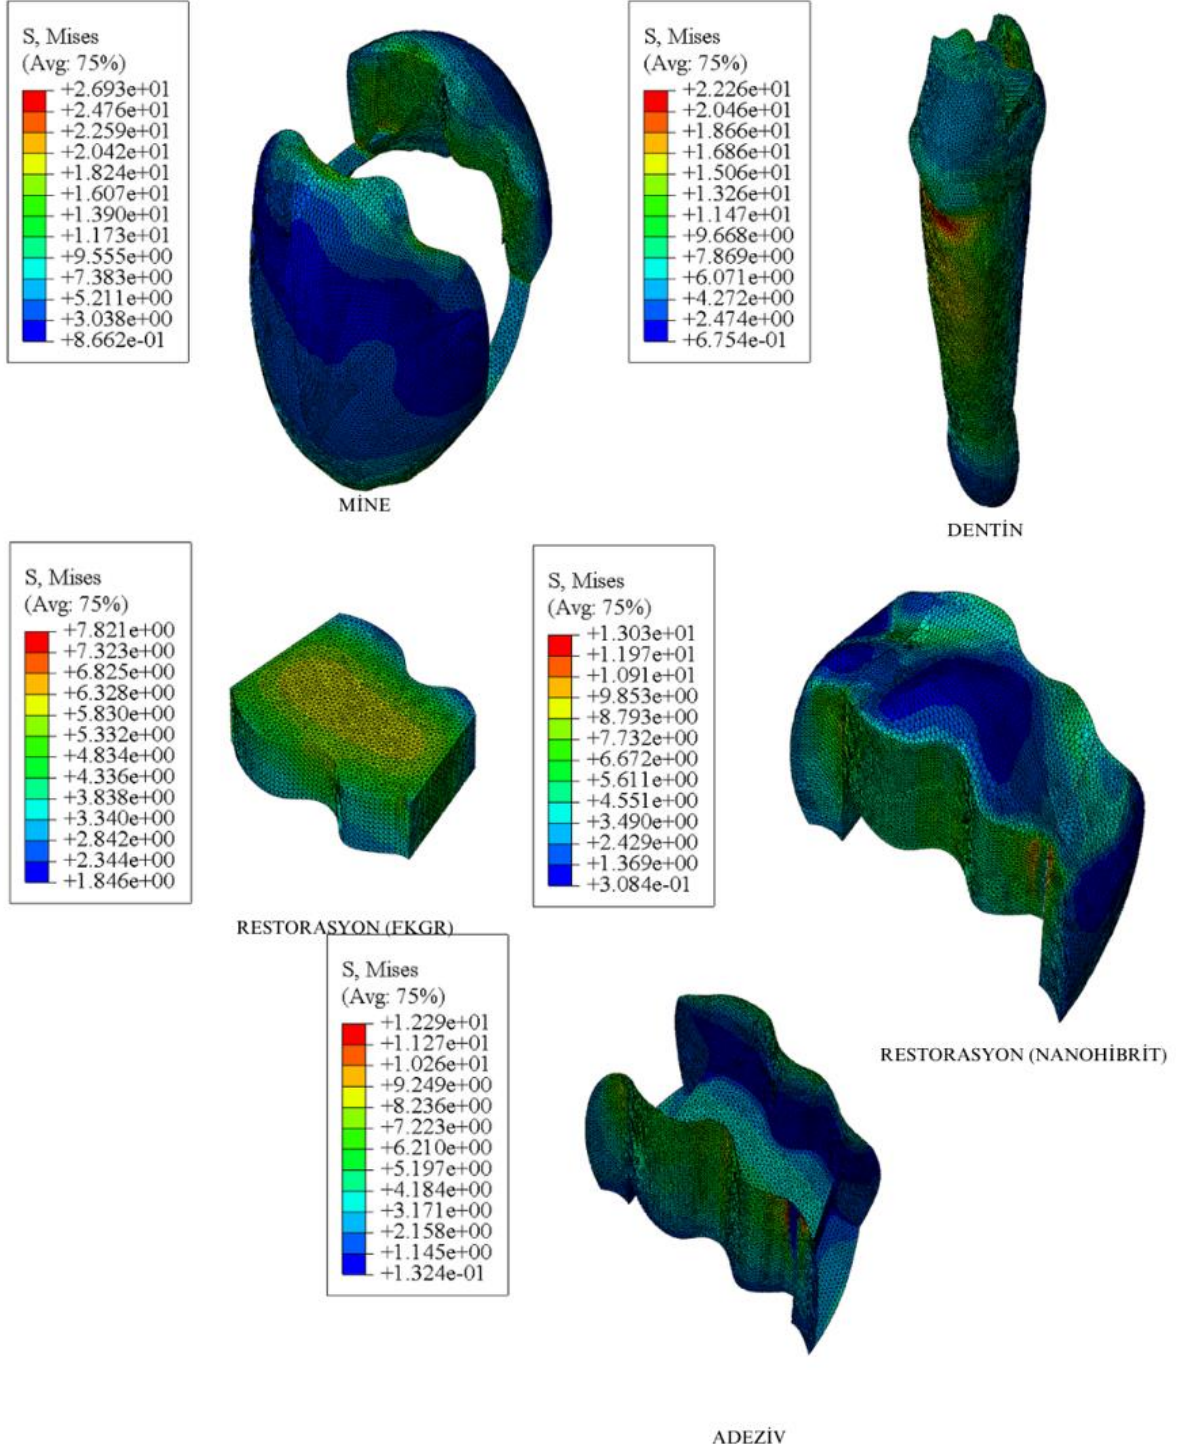 S, Mises
(Avg: 75%)
+2.693e+01
+2.476e+01
+2.259e+01
+2.042e+01
+1.824e+01
+1.607e+01
+1.390e+01
+1.173e+01
+9.555e+00
+7.383e+00
+5.211e+00
+3.038e+00
+8.662e-01
MİNE
S, Mises
(Avg: 75%)
+2.226e+01
+2.046e+01
+1.866e+01
+1.686e+01
+1.506e+01
+1.326e+01
+1.147e+01
+9.668e+00
+7.869e+00
+6.071e+00
+4.272e+00
+2.474e+00
+6.754e-01
DENTİN
S, Mises
(Avg: 75%)
+7.821e+00
+7.323e+00
+6.825e+00
+6.328e+00
+5.830e+00
+5.332e+00
+4.834e+00
+4.336e+00
+3.838e+00
+3.340e+00
+2.842e+00
+2.344e+00
+1.846e+00
RESTORASYON (FKGR)
S, Mises
(Avg: 75%)
+1.303e+01
+1.197e+01
+1.091e+01
+9.853e+00
+8.793e+00
+7.732e+00
+6.672e+00
+5.611e+00
+4.551e+00
+3.490e+00
+2.429e+00
+1.369e+00
+3.084e-01
RESTORASYON (NANOHİBRİT)
S, Mises
(Avg: 75%)
+1.229e+01
+1.127e+01
+1.026e+01
+9.249e+00
+8.236e+00
+7.223e+00
+6.210e+00
+5.197e+00
+4.184e+00
+3.171e+00
+2.158e+00
+1.145e+00
+1.324e-01
ADEZİV